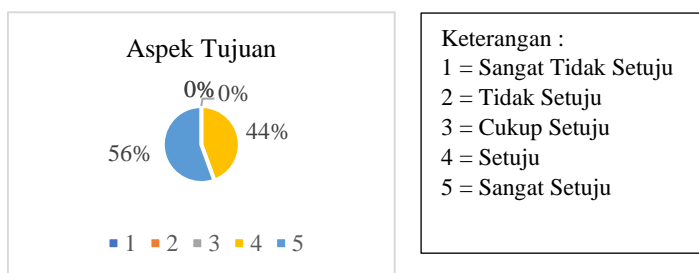 Aspek Tujuan
0% 0%
44%
56%
1 2 3 4 5
Keterangan :
1 = Sangat Tidak Setuju
2 = Tidak Setuju
3 = Cukup Setuju
4 = Setuju
5 = Sangat Setuju